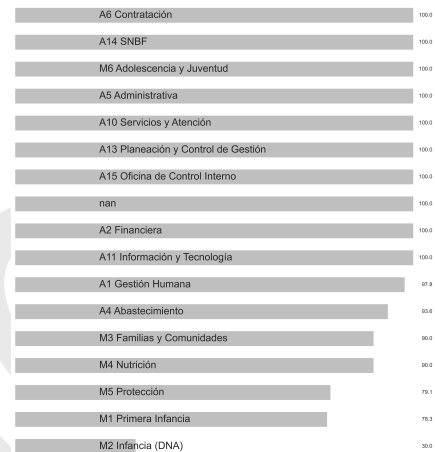 A6 Contratación 100.0
A14 SNBF 100.0
M6 Adolescencia y Juventud 100.0
A5 Administrativa 100.0
A10 Servicios y Atención 100.0
A13 Planeación y Control de Gestión 100.0
A15 Oficina de Control Interno 100.0
nan 100.0
A2 Financiera 100.0
A11 Información y Tecnología 100.0
A1 Gestión Humana 97.8
A4 Abastecimiento 93.6
M3 Familias y Comunidades 90.0
M4 Nutrición 90.0
M5 Protección 79.1
M1 Primera Infancia 78.3
M2 Infancia (DNA) 30.0